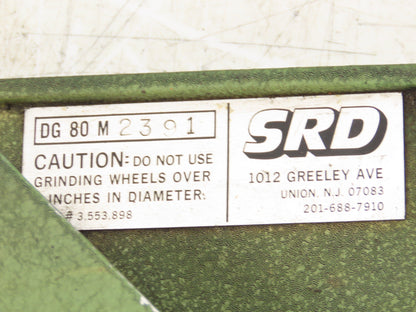 DG 80 M 2391
CAUTION: DO NOT USE
GRINDING WHEELS OVER
INCHES IN DIAMETER.
# 3.553.898
SRD
1012 GREELEY AVE
UNION, N.J. 07083
201-688-7910